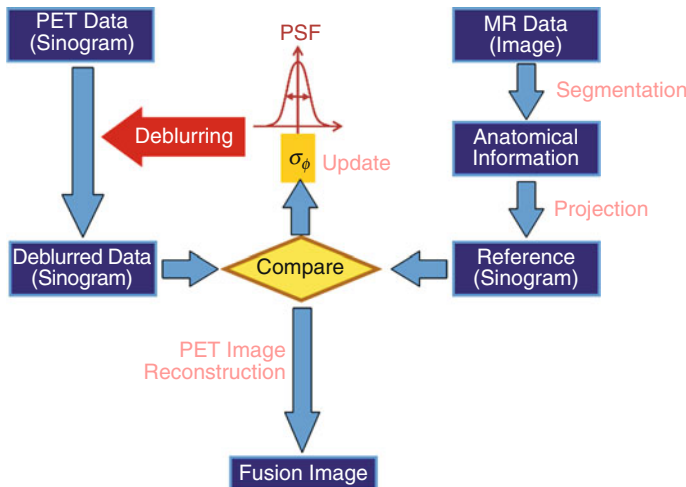 PET Data
(Sinogram)
PSF
MR Data
(Image)
Segmentation
Deblurring
Anatomical
Information
σϕ
Update
Projection
Deblurred Data
(Sinogram)
Compare
Reference
(Sinogram)
PET Image
Reconstruction
Fusion Image